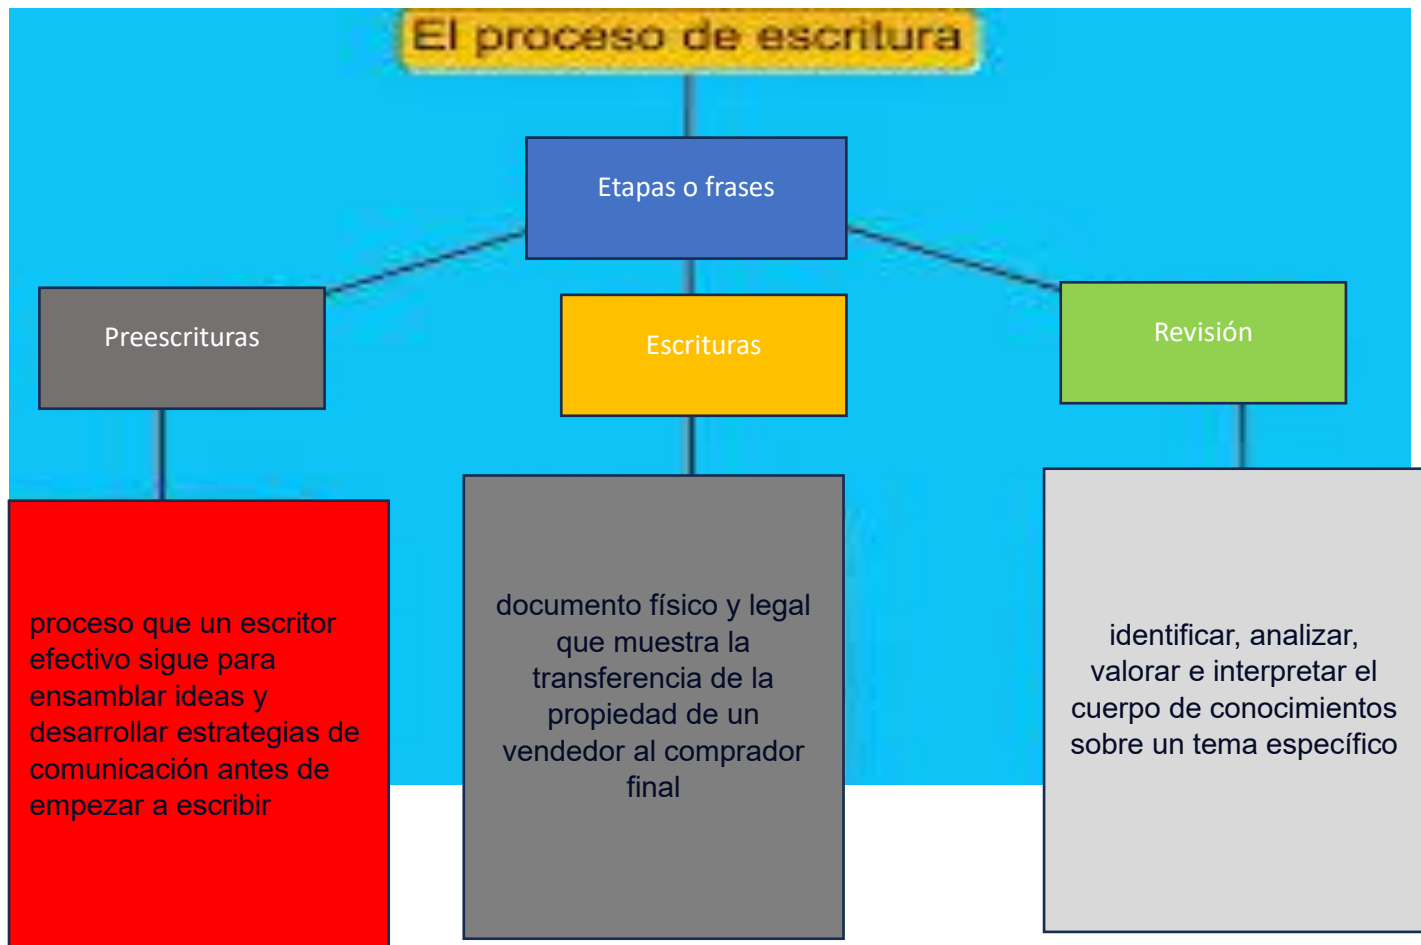 El proceso de escritura
Etapas o frases
Preescrituras
Escrituras
Revisión
proceso que un escritor
efectivo sigue para
ensamblar ideas y
desarrollar estrategias de
comunicación antes de
empezar a escribir
documento físico y legal
que muestra la
transferencia de la
propiedad de un
vendedor al comprador
final
identificar, analizar,
valorar e interpretar el
cuerpo de conocimientos
sobre un tema específico